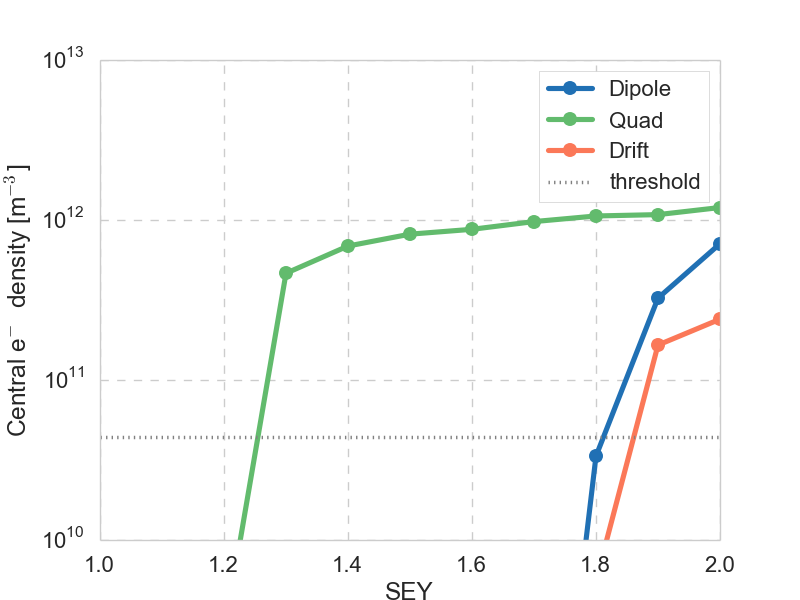 10^13
10^12
10^11
10^10
Central e^− density [m^−3]
Dipole
Quad
Drift
threshold
1.0 1.2 1.4 1.6 1.8 2.0
SEY